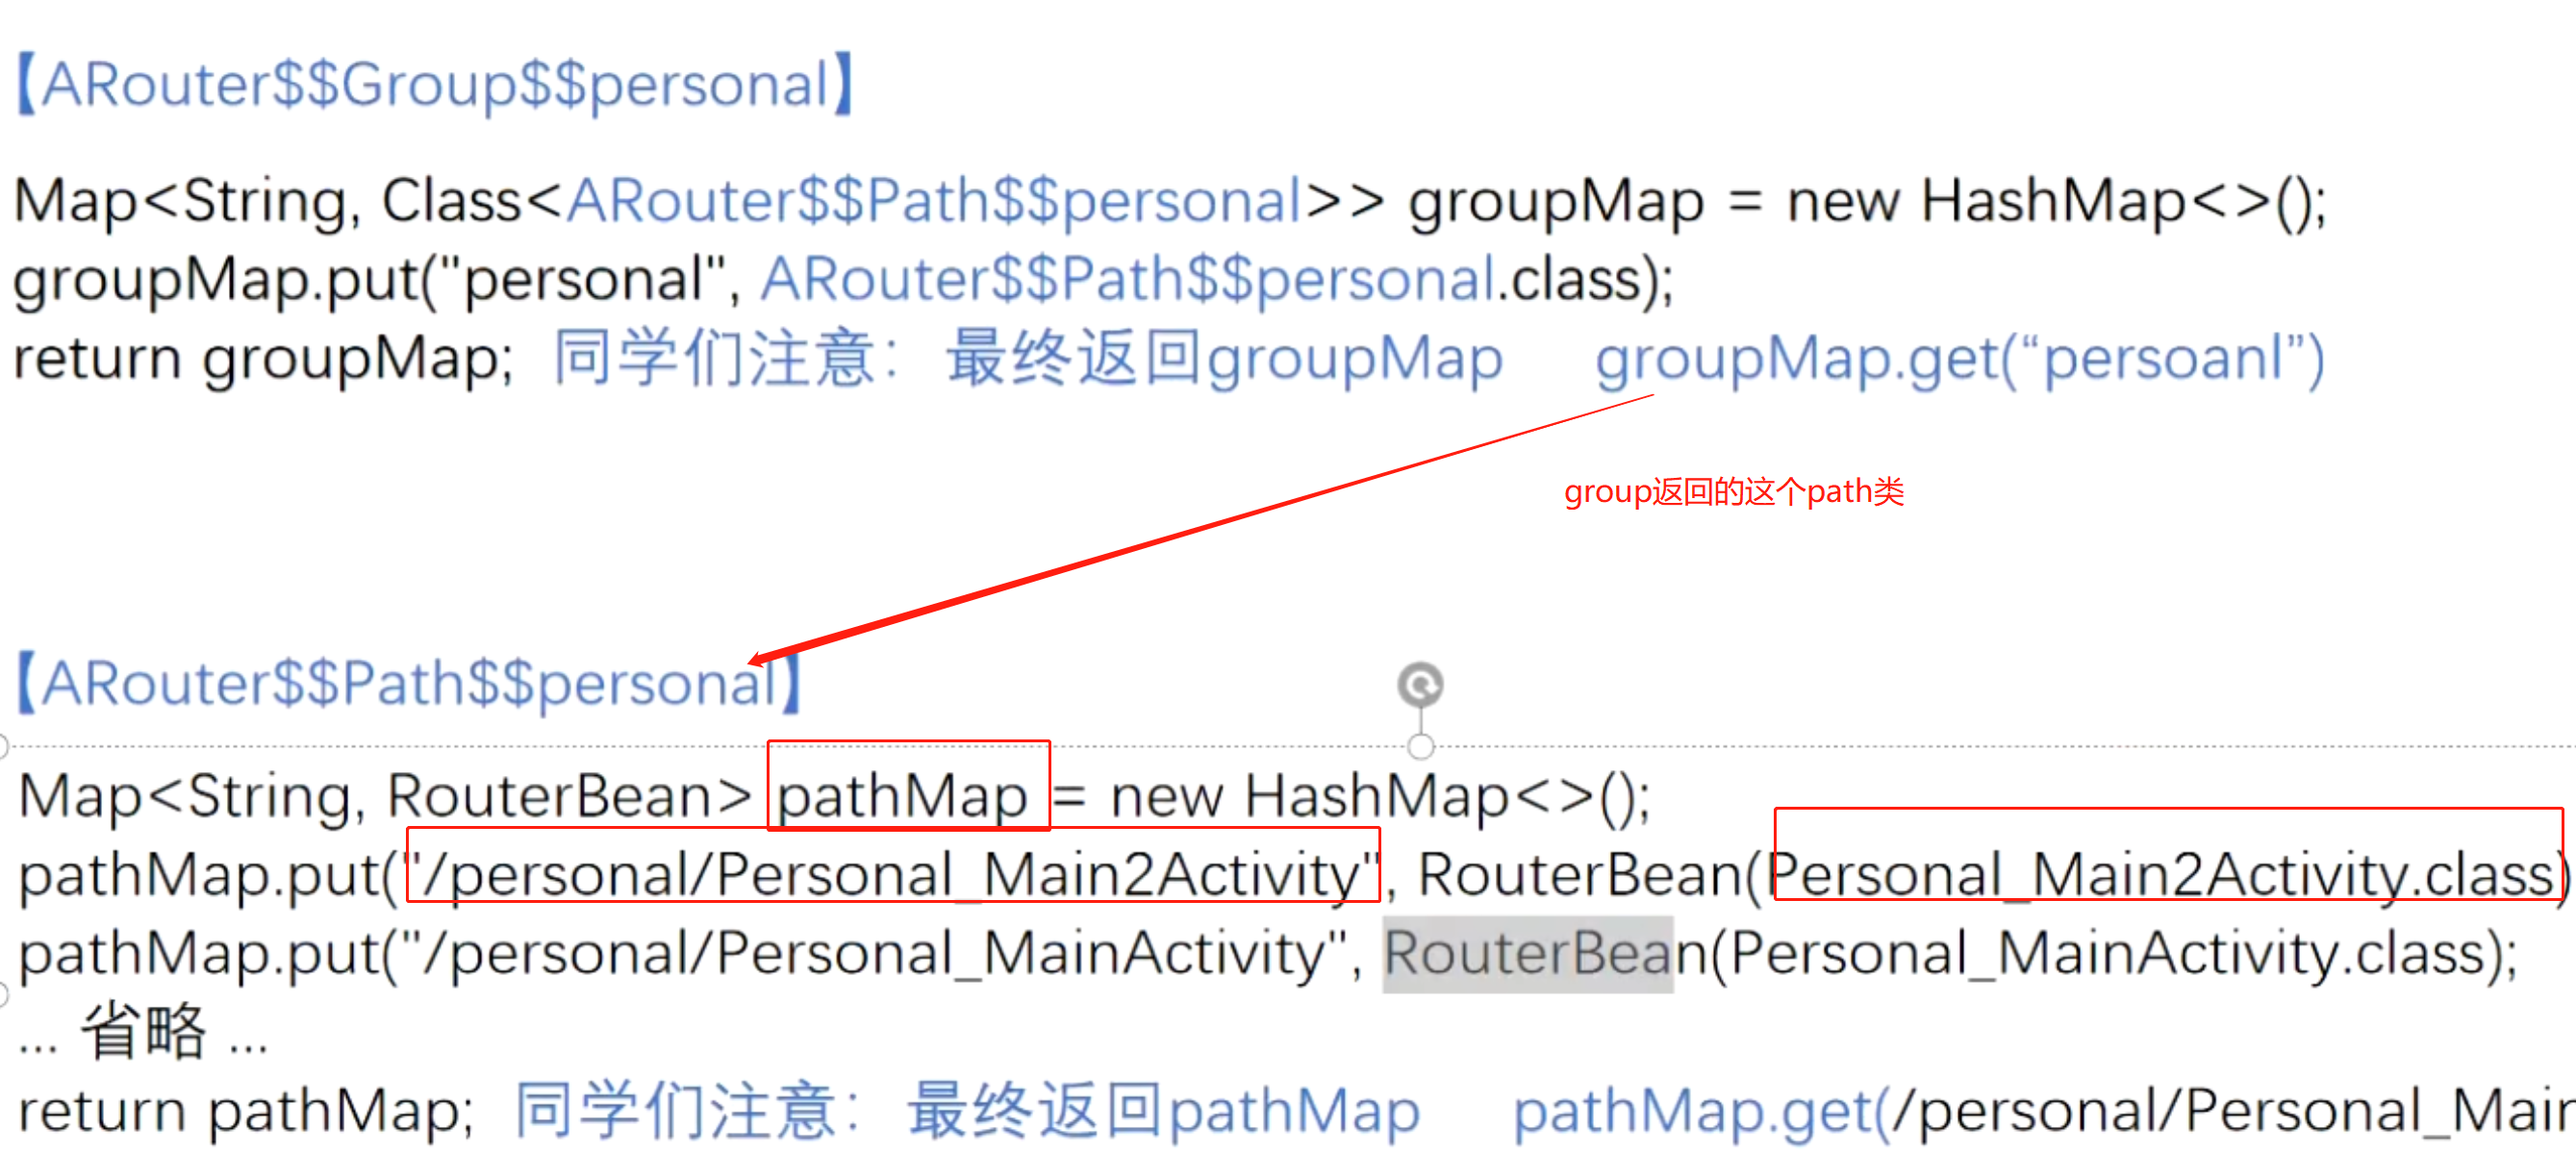 【ARouter$$Group$$personal】
Map<String, Class<ARouter$$Path$$personal>> groupMap = new HashMap<>();
groupMap.put("personal", ARouter$$Path$$personal.class);
return groupMap; 同学们注意：最终返回groupMap groupMap.get(“persoanl”)
group返回的这个path类
【ARouter$$Path$$personal】
Map<String, RouterBean> pathMap = new HashMap<>();
pathMap.put("/personal/Personal_Main2Activity", RouterBean(Personal_Main2Activity.class)
pathMap.put("/personal/Personal_MainActivity", RouterBean(Personal_MainActivity.class);
... 省略 ...
return pathMap; 同学们注意：最终返回pathMap pathMap.get(/personal/Personal_Main